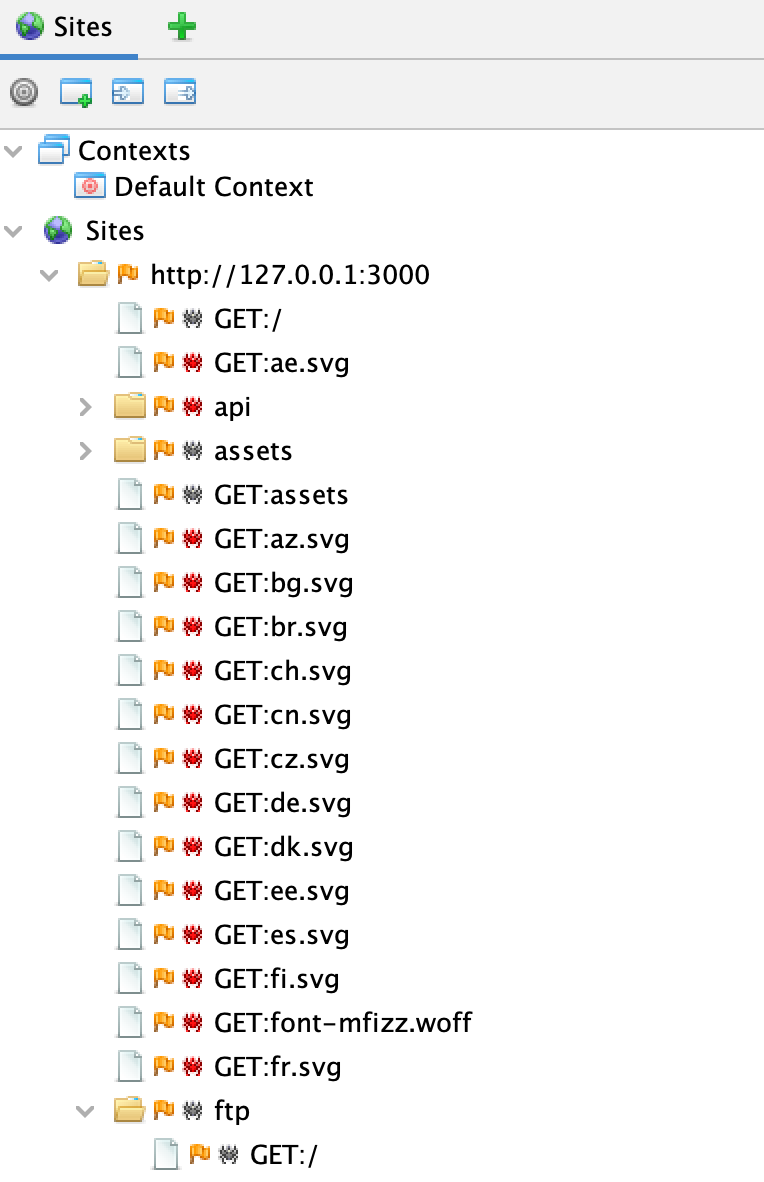 Sites
Contexts
Default Context
Sites
http://127.0.0.1:3000
GET:/
GET:ae.svg
api
assets
GET:assets
GET:az.svg
GET:bg.svg
GET:br.svg
GET:ch.svg
GET:cn.svg
GET:cz.svg
GET:de.svg
GET:dk.svg
GET:ee.svg
GET:es.svg
GET:fi.svg
GET:font-mfizz.woff
GET:fr.svg
ftp
GET:/